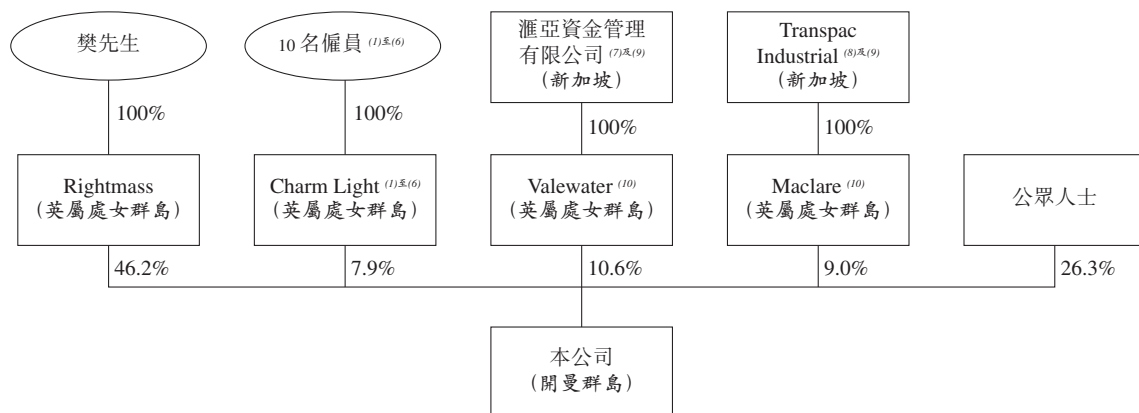 樊先生
10 名僱員 (1)至(6)
滙亞資金管理
有限公司 (7)及(9)
(新加坡)
Transpac
Industrial (8)及(9)
(新加坡)
100%
100%
100%
100%
Rightmass
(英屬處女群島)
Charm Light (1)至(6)
(英屬處女群島)
Valewater (10)
(英屬處女群島)
Maclare (10)
(英屬處女群島)
公眾人士
46.2%
7.9%
10.6%
9.0%
26.3%
本公司
(開曼群島)